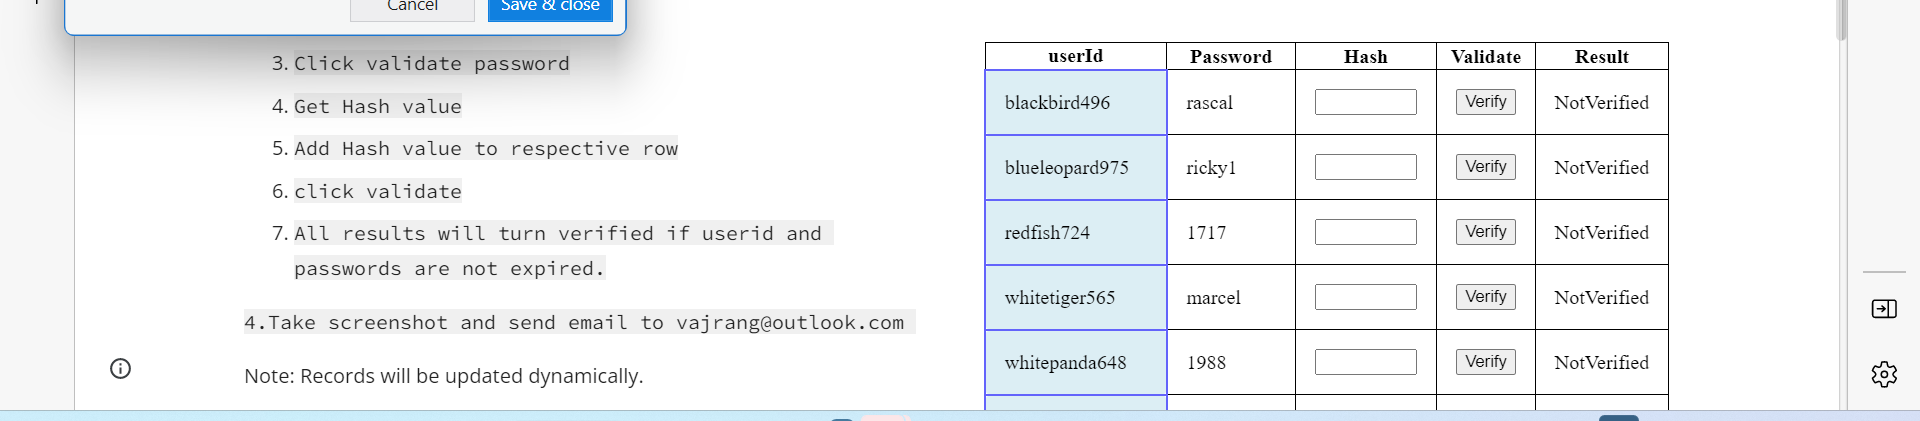 Cancel
Save & close
3. Click validate password
4. Get Hash value
5. Add Hash value to respective row
6. click validate
7. All results will turn verified if userid and
passwords are not expired.
4.Take screenshot and send email to vajrang@outlook.com
Note: Records will be updated dynamically.
userId Password Hash Validate Result
blackbird496 rascal Verify NotVerified
blueleopard975 ricky1 Verify NotVerified
redfish724 1717 Verify NotVerified
whitetiger565 marcel Verify NotVerified
whitepanda648 1988 Verify NotVerified